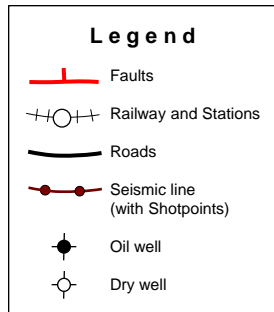 Legend
Faults
Railway and Stations
Roads
Seismic line
(with Shotpoints)
Oil well
Dry well